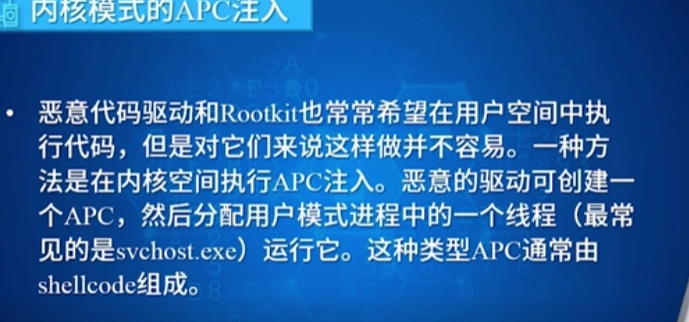 内核模式的APC注入
• 恶意代码驱动和Rootkit也常常希望在用户空间中执
行代码，但是对它们来说这样做并不容易。一种方
法是在内核空间执行APC注入。恶意的驱动可创建一
个APC，然后分配用户模式进程中的一个线程（最常
见的是svchost.exe）运行它。这种类型APC通常由
shellcode组成。